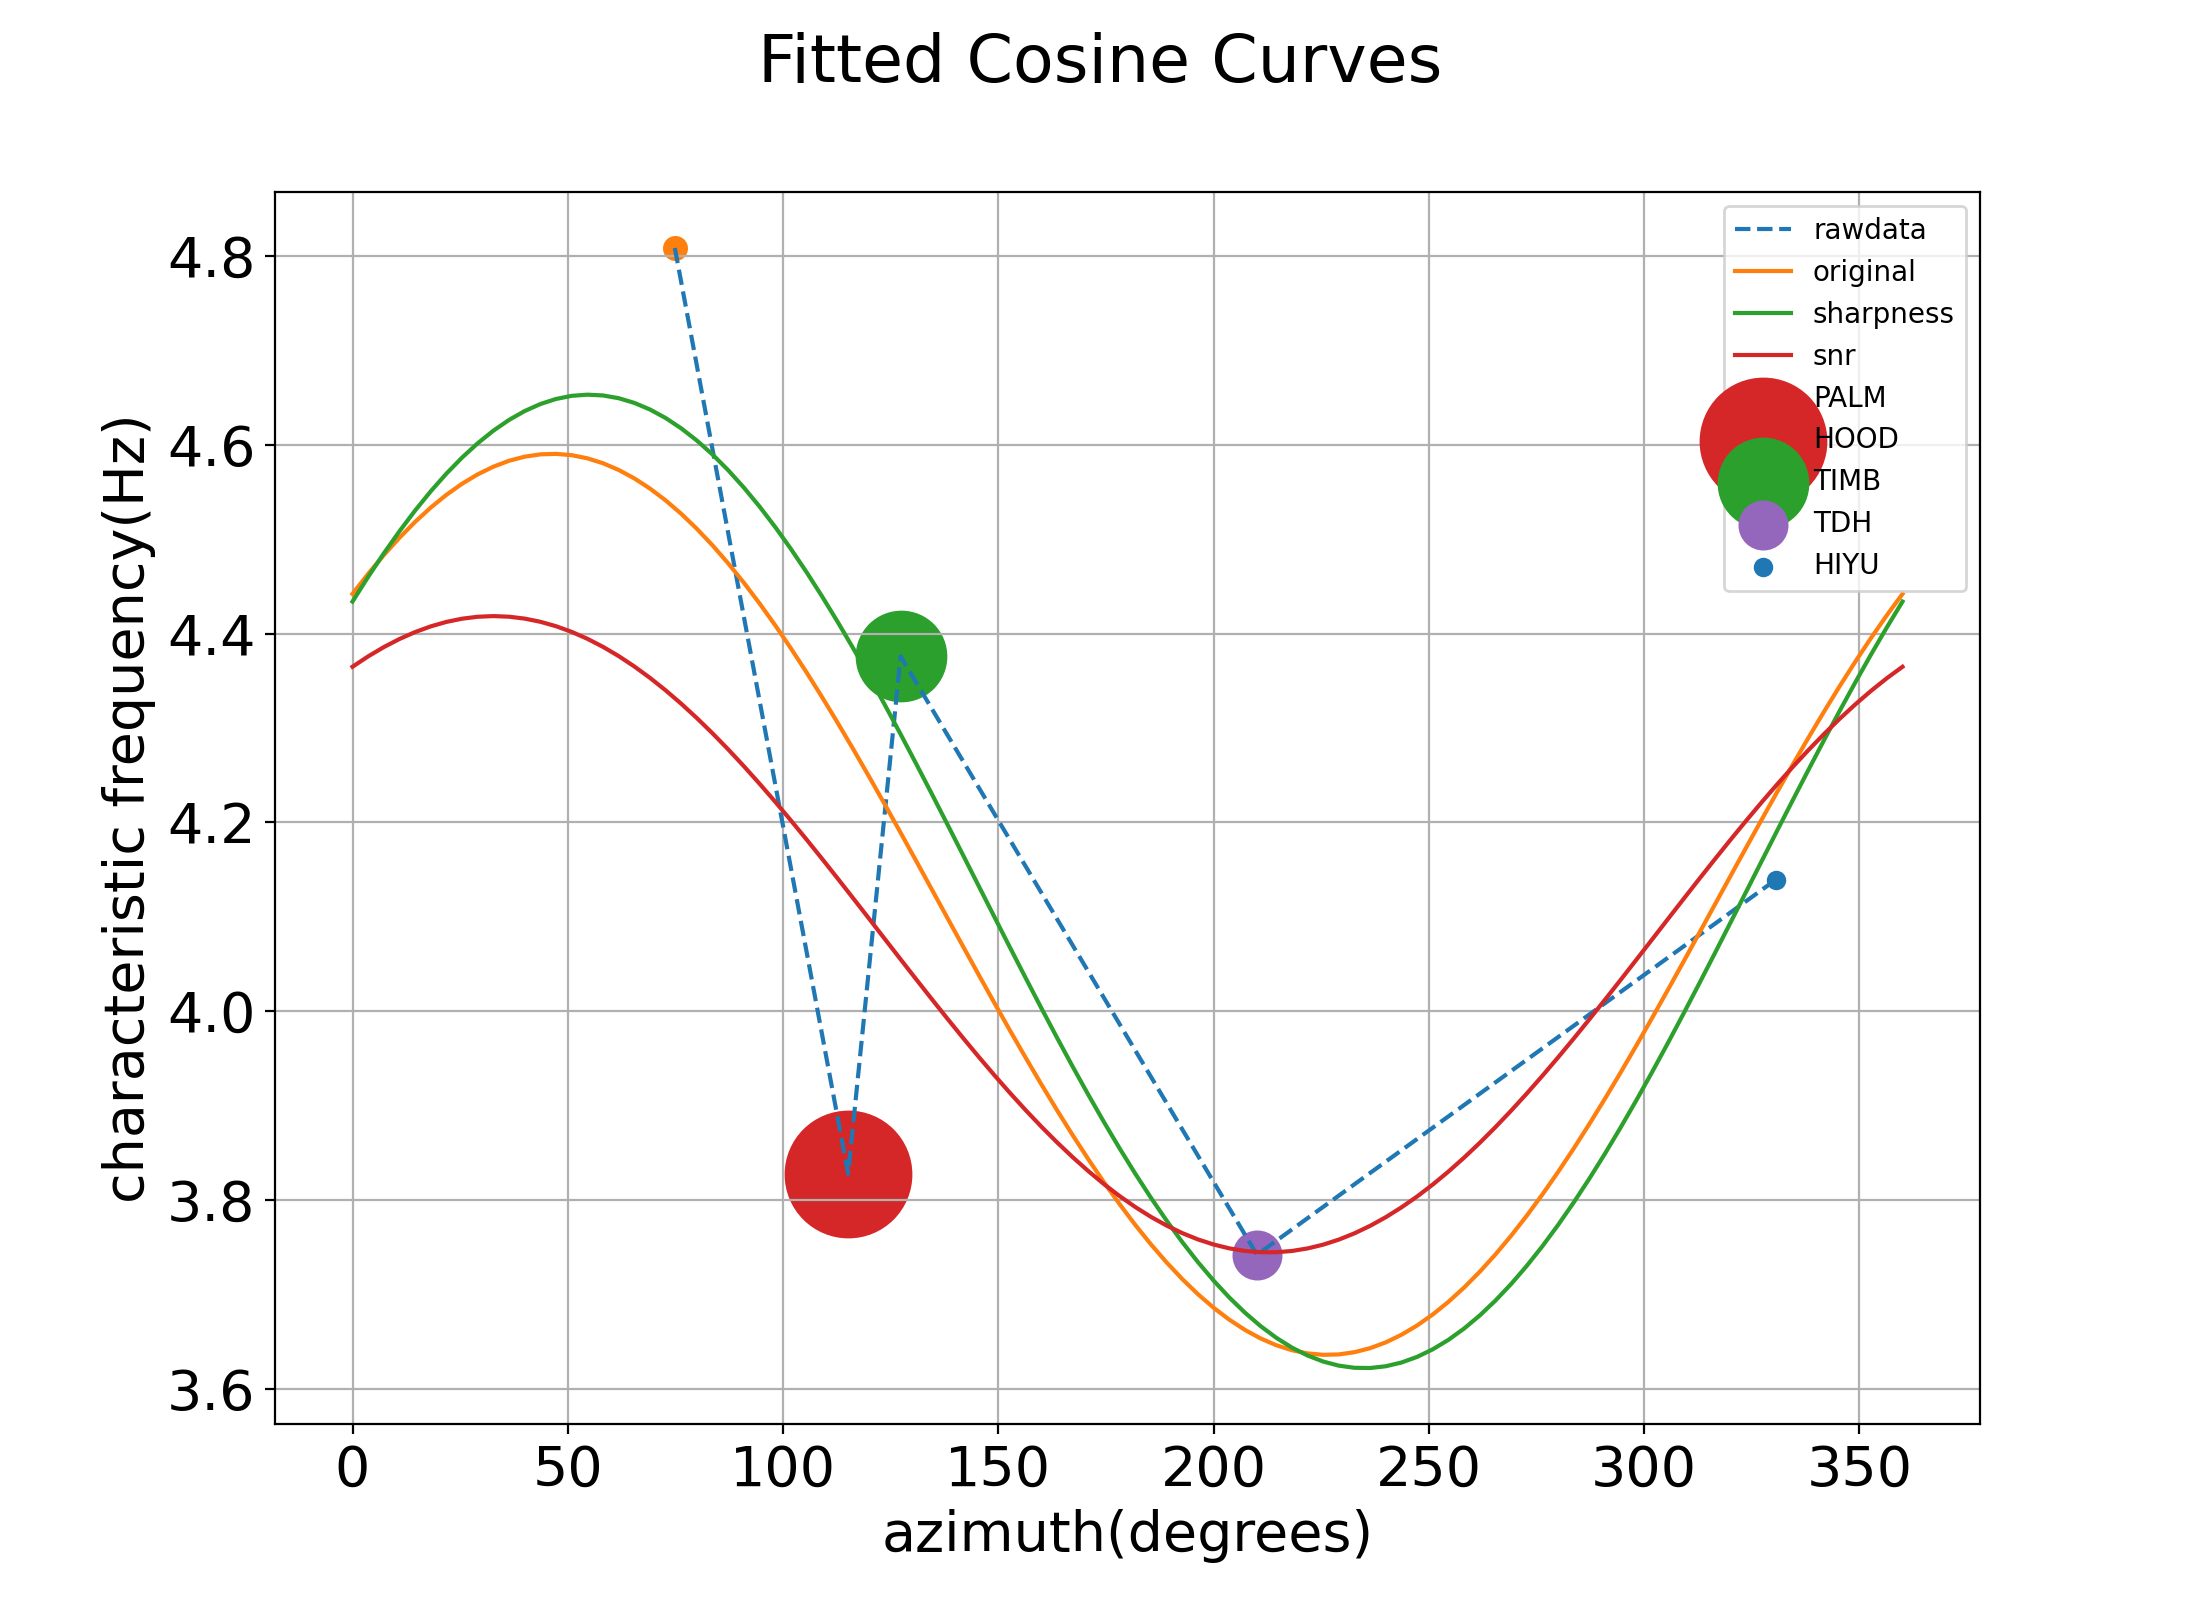 Fitted Cosine Curves
characteristic frequency(Hz)
4.8
4.6
4.4
4.2
4.0
3.8
3.6
rawdata
original
sharpness
snr
PALM
HOOD
TIMB
TDH
HIYU
0 50 100 150 200 250 300 350
azimuth(degrees)